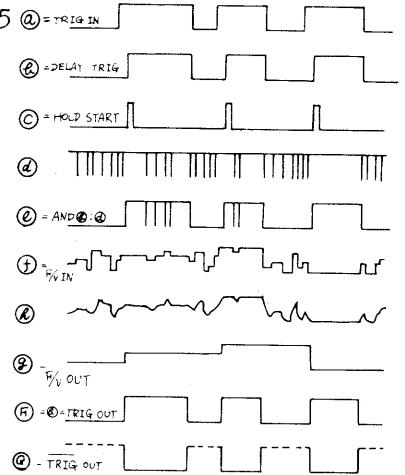 5 ⓐ = TRIG IN
ⓑ = DELAY TRIG
ⓒ = HOLD START
ⓓ
ⓔ = AND ⓑ:ⓓ
ⓕ = F/V IN
ⓗ
ⓖ = F/V OUT
Ⓕ = ⓑ = TRIG OUT
Ⓖ - TRIG OUT